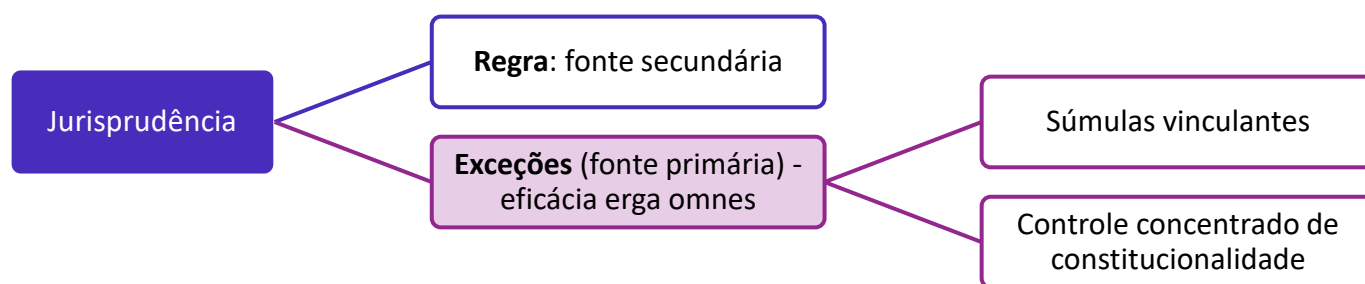 Jurisprudência
Regra: fonte secundária
Exceções (fonte primária) -
eficácia erga omnes
Súmulas vinculantes
Controle concentrado de
constitucionalidade